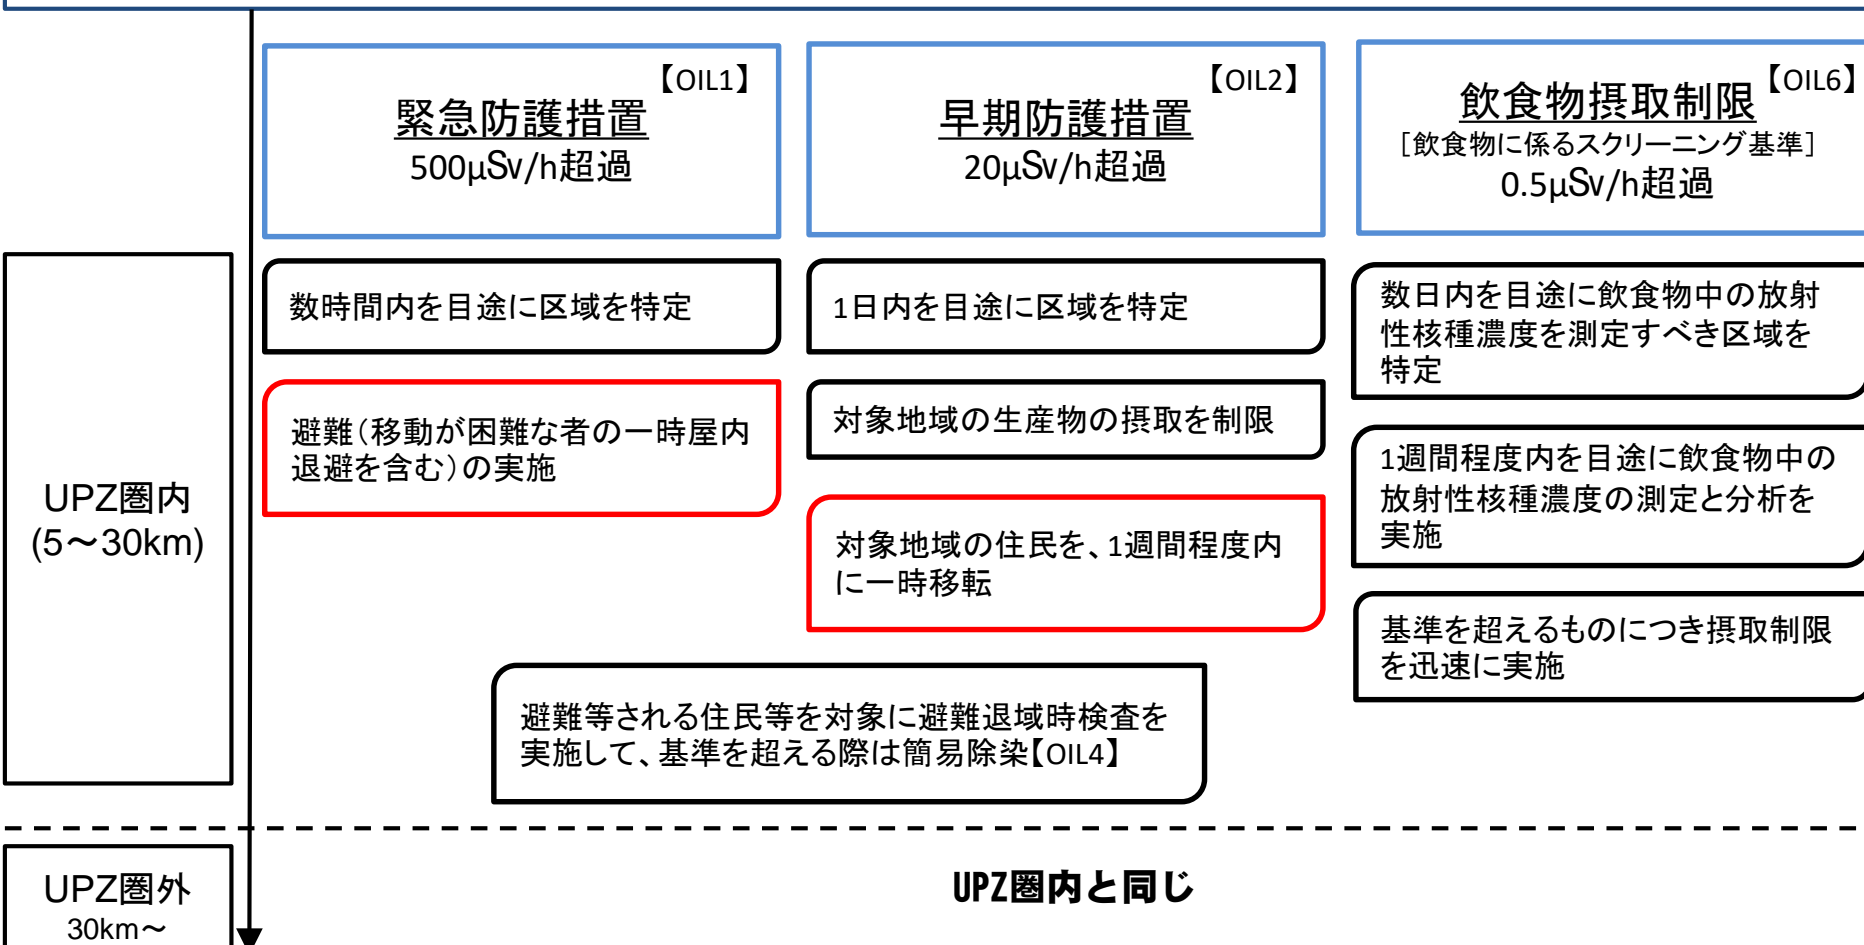 【OIL1】
緊急防護措置
500μSv/h超過
【OIL2】
早期防護措置
20μSv/h超過
【OIL6】
飲食物摂取制限
[飲食物に係るスクリーニング基準]
0.5μSv/h超過
UPZ圏内
(5～30km)
数時間内を目途に区域を特定
避難(移動が困難な者の一時屋内
退避を含む)の実施
1日内を目途に区域を特定
対象地域の生産物の摂取を制限
対象地域の住民を、1週間程度内
に一時移転
数日内を目途に飲食物中の放射
性核種濃度を測定すべき区域を
特定
1週間程度内を目途に飲食物中の
放射性核種濃度の測定と分析を
実施
基準を超えるものにつき摂取制限
を迅速に実施
避難等される住民等を対象に避難退域時検査を
実施して、基準を超える際は簡易除染【OIL4】
UPZ圏外
30km～
UPZ圏内と同じ